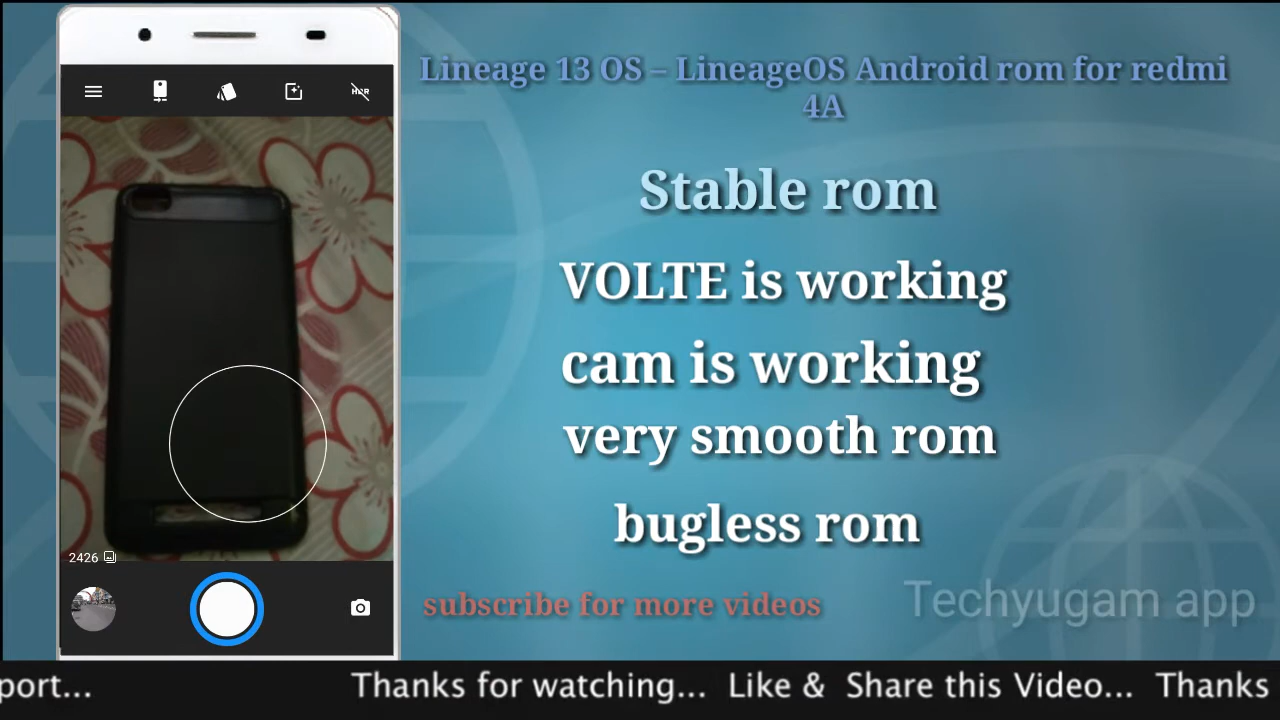 Lineage 13 OS – LineageOS Android rom for redmi
4A
HDR
Stable rom
VOLTE is working
cam is working
very smooth rom
bugless rom
2426
subscribe for more videos
Techyugam app
port... Thanks for watching... Like & Share this Video... Thanks